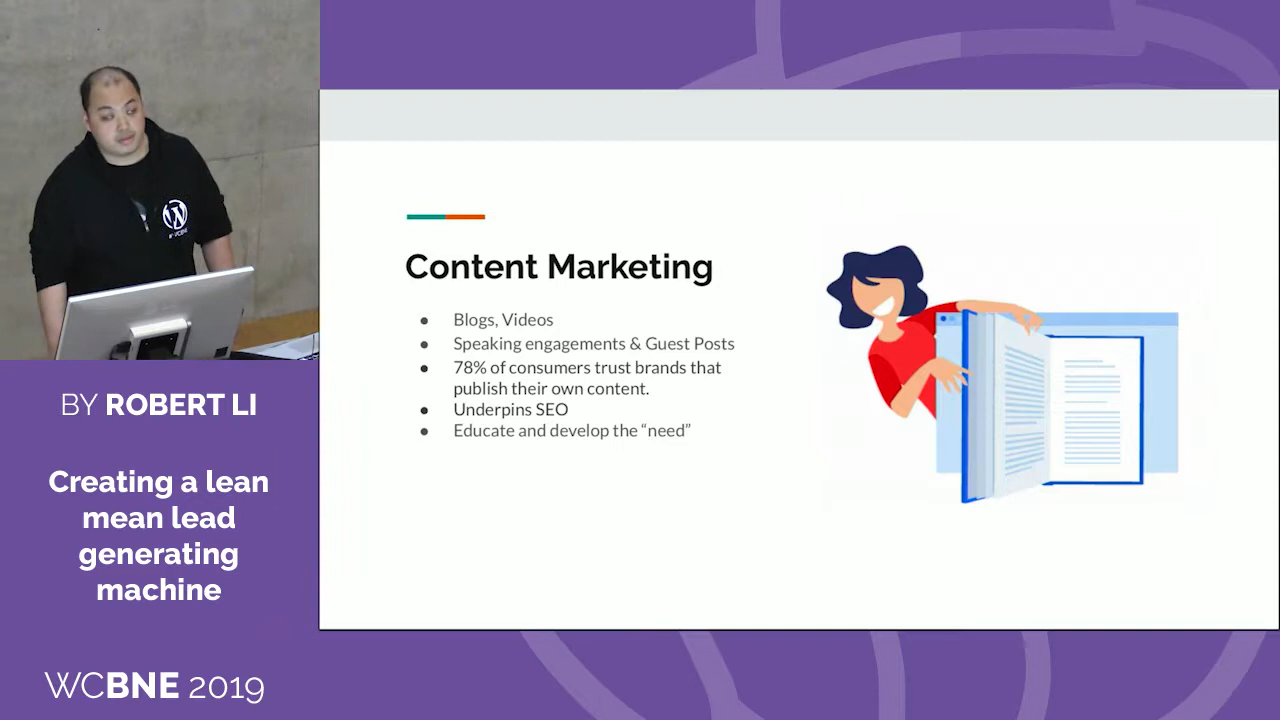 BY ROBERT LI
Creating a lean
mean lead
generating
machine
WCBNE 2019
Content Marketing
● Blogs, Videos
● Speaking engagements & Guest Posts
● 78% of consumers trust brands that
publish their own content.
● Underpins SEO
● Educate and develop the “need”